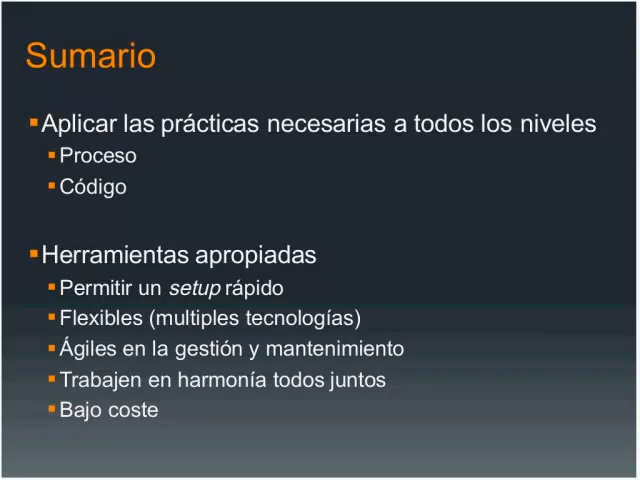 Sumario
Aplicar las prácticas necesarias a todos los niveles
Proceso
Código
Herramientas apropiadas
Permitir un setup rápido
Flexibles (multiples tecnologías)
Ágiles en la gestión y mantenimiento
Trabajen en harmonía todos juntos
Bajo coste